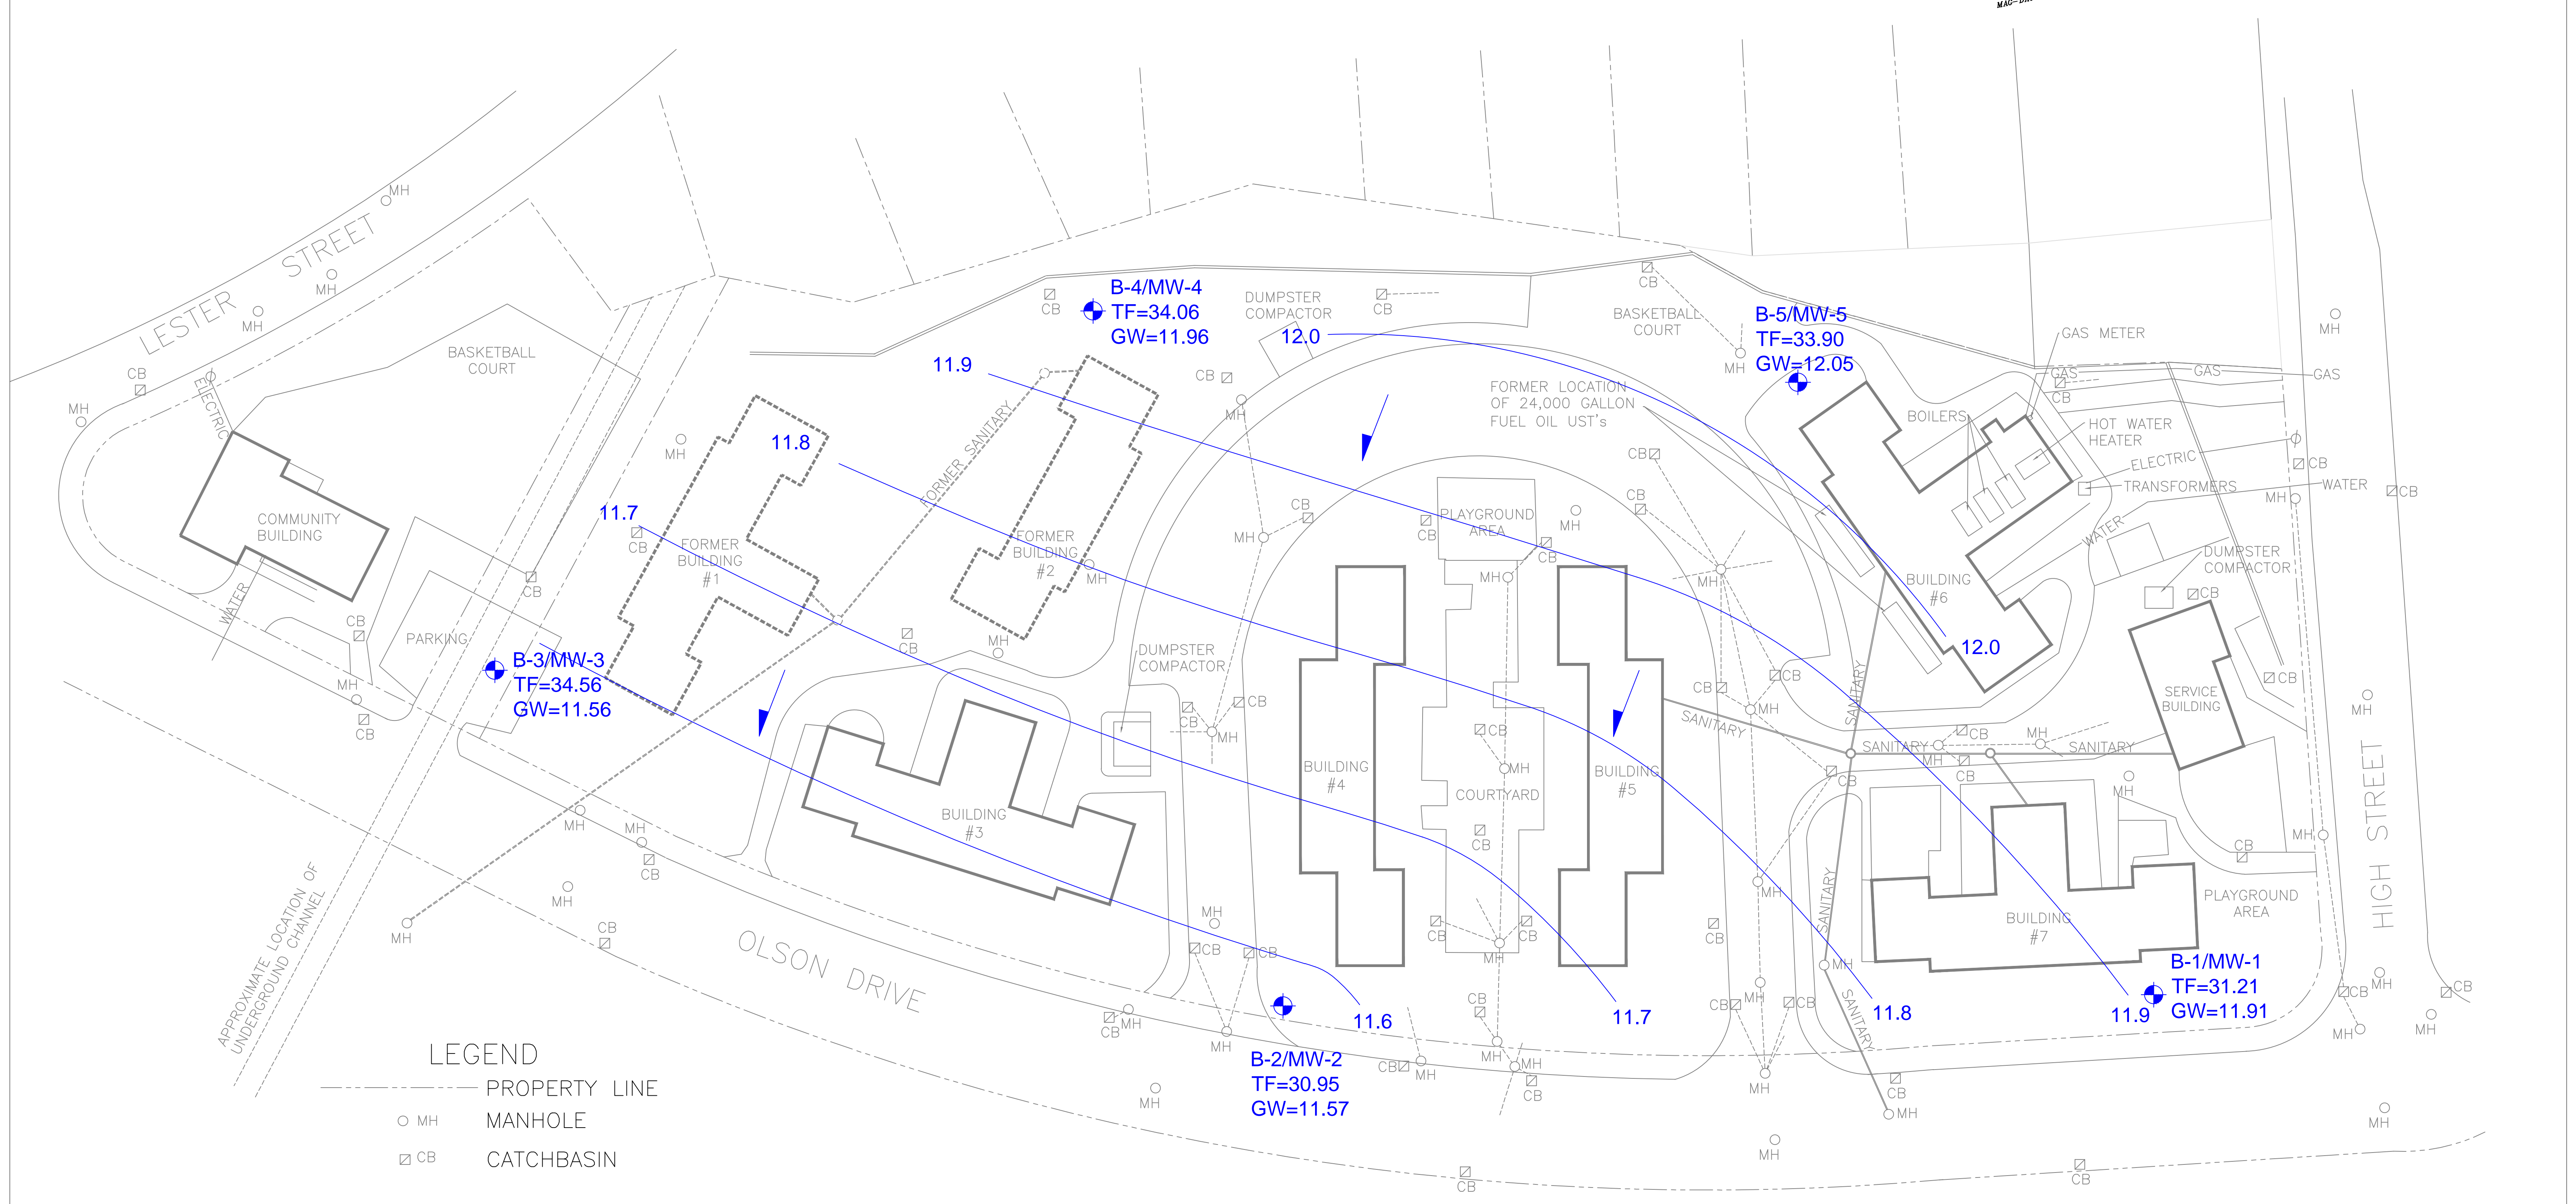 LESTER STREET
MH
MH
MH
CB
MH
ELECTRIC
BASKETBALL
COURT
COMMUNITY
BUILDING
WATER
CB
CB
PARKING
MH
CB
B-3/MW-3
TF=34.56
GW=11.56
APPROXIMATE LOCATION OF
UNDERGROUND CHANNEL
MH
MH
MH
CB
MH
CB
MH
11.7
CB
11.8
FORMER
BUILDING
#1
FORMER SANITARY
11.9
CB
B-4/MW-4
TF=34.06
GW=11.96
FORMER
BUILDING
#2
MH
CB
MH
DUMPSTER
COMPACTOR
12.0
CB
CB
MH
MH
CB
DUMPSTER
COMPACTOR
CB
CB
MH
BUILDING
#3
MH
CB
CB
CB
MH
MH
OLSON DRIVE
MH
B-2/MW-2
TF=30.95
GW=11.57
11.6
BUILDING
#4
PLAYGROUND
AREA
CB
CB
MH
MH
CB
MH
COURTYARD
CB
CB
CB
MH
CB
MH
CB
MH
MH
CB
CB
BUILDING
#5
11.7
FORMER LOCATION
OF 24,000 GALLON
FUEL OIL UST's
BASKETBALL
COURT
CB
MH
CB
CB
MH
CB
CB
MH
SANITARY
CB
MH
CB
CB
MH
CB
MH
MH
B-5/MW-5
TF=33.90
GW=12.05
GAS METER
GAS
GAS
GAS
CB
BOILERS
HOT WATER
HEATER
ELECTRIC
TRANSFORMERS
WATER
WATER
DUMPSTER
COMPACTOR
CB
BUILDING
#6
12.0
SANITARY
SANITARY
MH
CB
CB
MH
SANITARY
SERVICE
BUILDING
CB
MH
CB
SANITARY
MH
SANITARY
MH
CB
11.8
BUILDING
#7
PLAYGROUND
AREA
11.9
B-1/MW-1
TF=31.21
GW=11.91
MH
CB
MH
CB
MH
MH
HIGH STREET
MH
CB
CB
MH
MH
MH
MH
CB
LEGEND
PROPERTY LINE
MH MANHOLE
CB CATCHBASIN